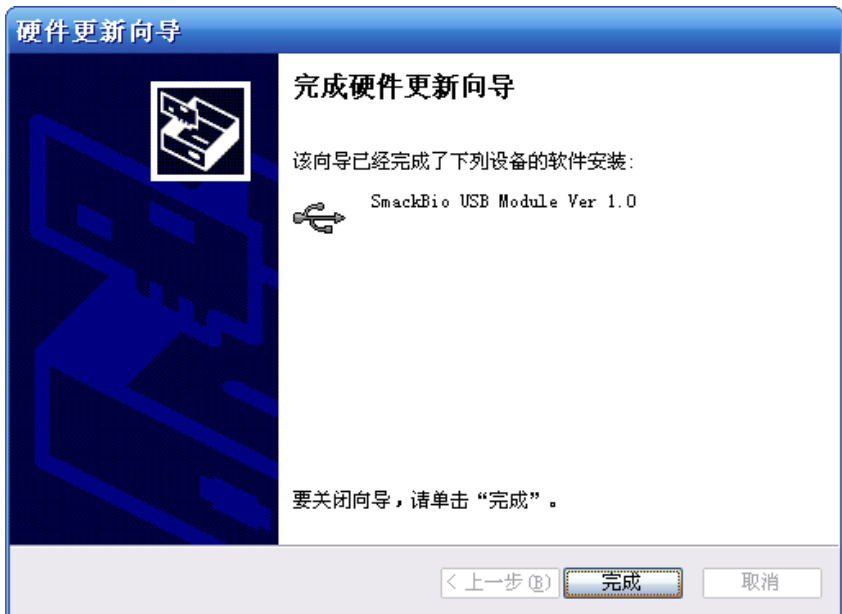 硬件更新向导
完成硬件更新向导
该向导已经完成了下列设备的软件安装:
SmackBio USB Module Ver 1.0
要关闭向导，请单击“完成”。
< 上一步(B)
完成
取消